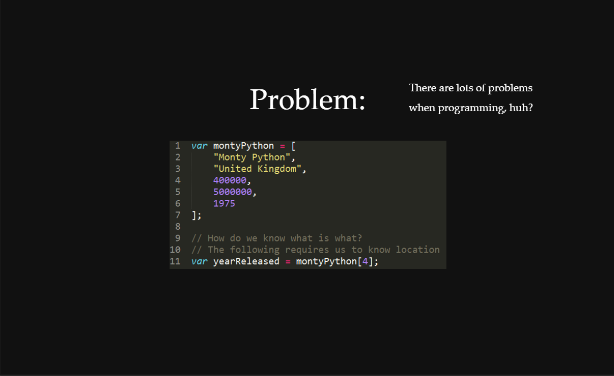 There are lots of problems
Problem:
when programming, huh?
1 var montyPython = [
2 "Monty Python",
3 "United Kingdom",
4 400000,
5 5000000,
6 1975
7 ];
8
9 // How do we know what is what?
10 // The following requires us to know location
11 var yearReleased = montyPython[4];